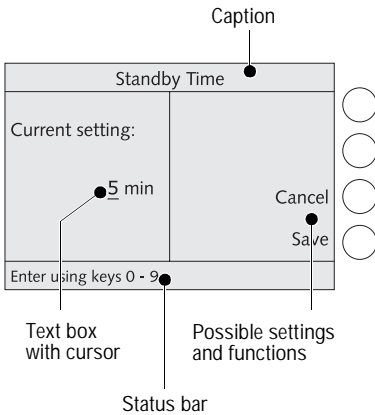 Caption
Standby Time
Current setting:
5 min
Cancel
Save
Enter using keys 0 - 9
Text box
with cursor
Possible settings
and functions
Status bar